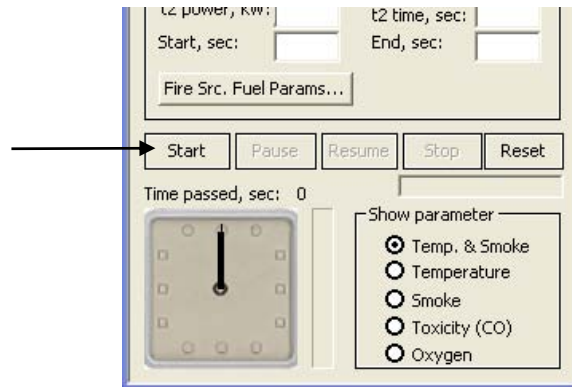 t2 power, kW:
t2 time, sec:
Start, sec:
End, sec:
Fire Src. Fuel Params...
Start
Pause
Resume
Stop
Reset
Time passed, sec: 0
Show parameter
Temp. & Smoke
Temperature
Smoke
Toxicity (CO)
Oxygen